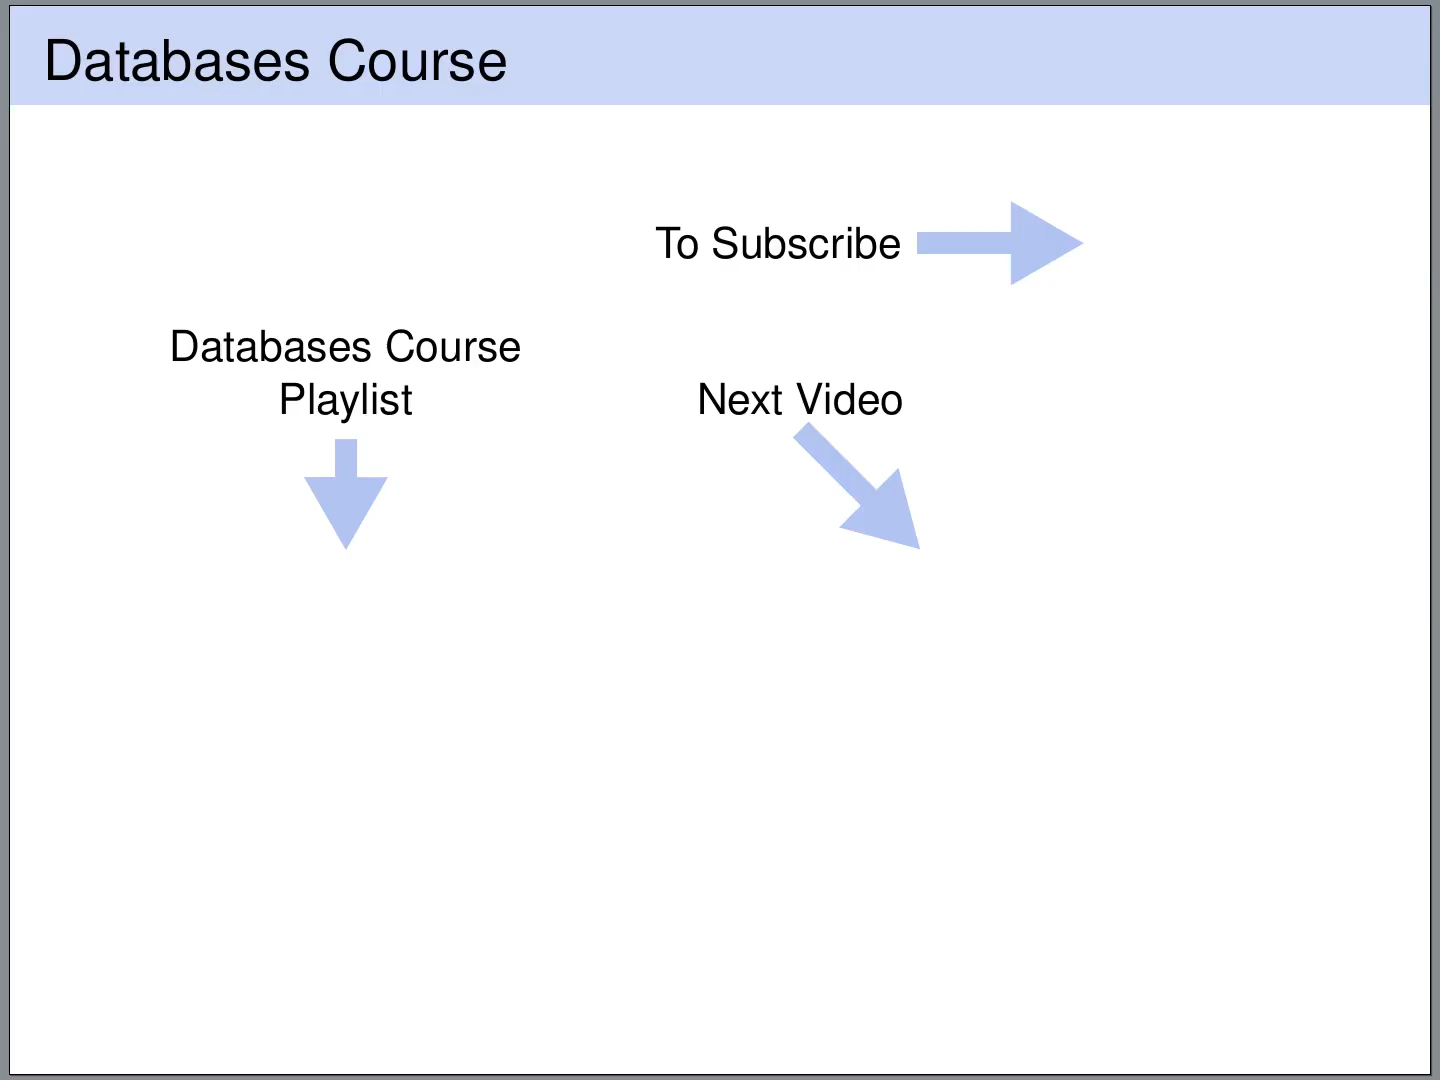 Databases Course
To Subscribe
Databases Course
Playlist
Next Video